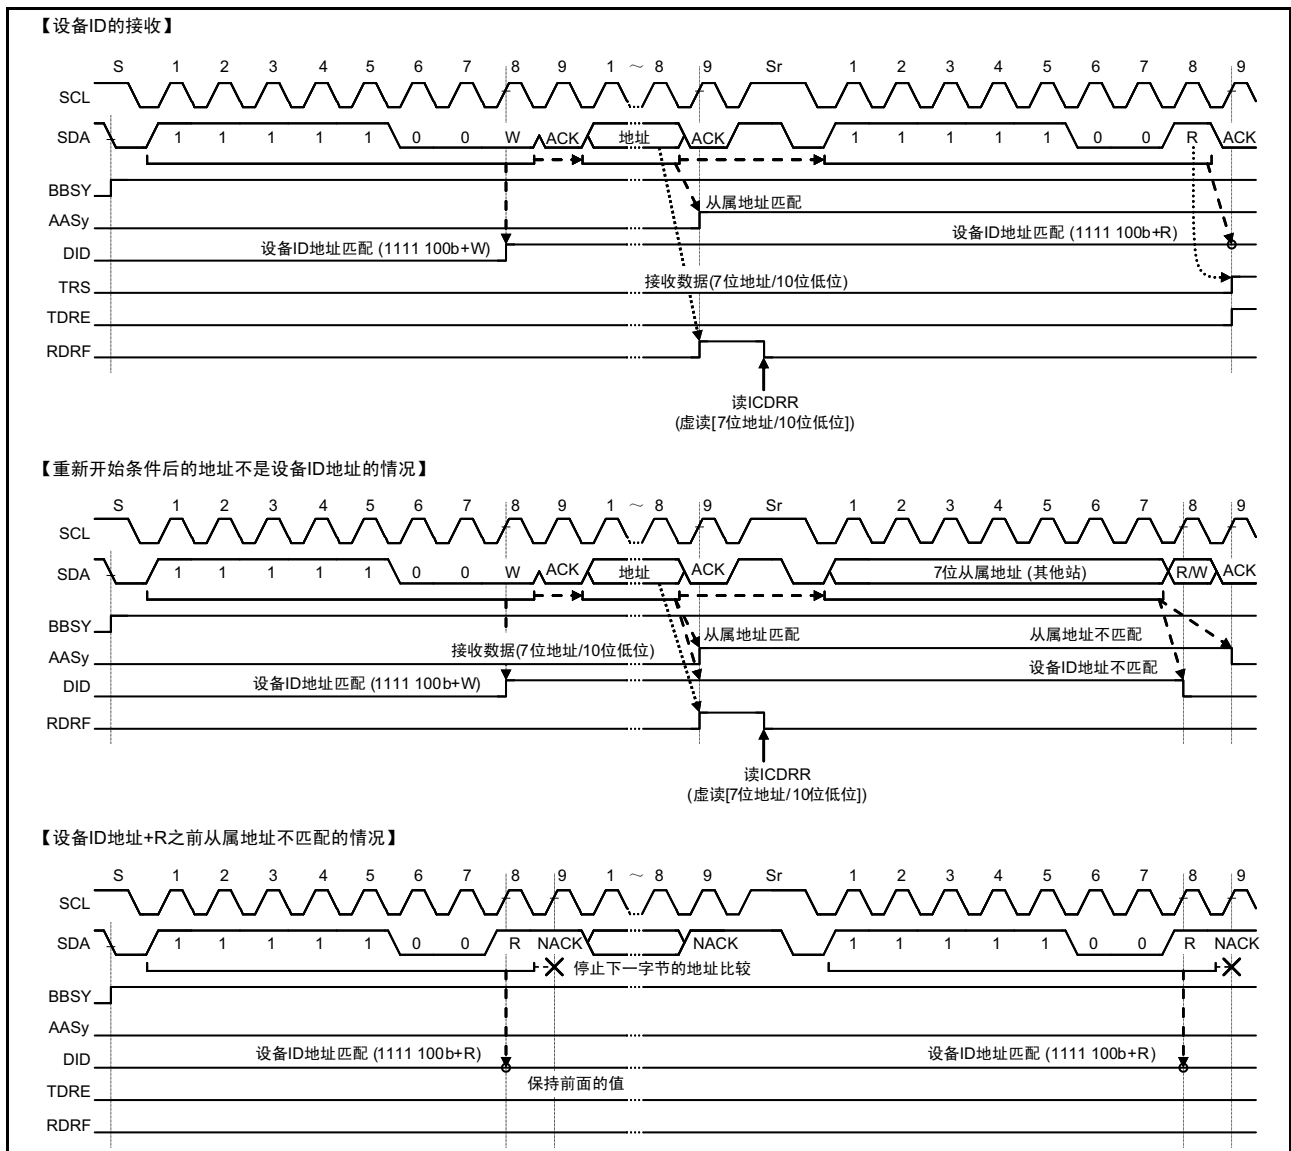 【设备ID的接收】
S 1 2 3 4 5 6 7 8 9 1 ～ 8 9 Sr 1 2 3 4 5 6 7 8 9
SCL
SDA 1 1 1 1 1 0 0 W ACK 地址 ACK 1 1 1 1 1 0 0 R ACK
BBSY
从属地址匹配
AASy
设备ID地址匹配 (1111 100b+R)
DID 设备ID地址匹配 (1111 100b+W)
接收数据(7位地址/10位低位)
TRS
TDRE
RDRF
读ICDRR
(虚读[7位地址/10位低位])
【重新开始条件后的地址不是设备ID地址的情况】
S 1 2 3 4 5 6 7 8 9 1 ～ 8 9 Sr 1 2 3 4 5 6 7 8 9
SCL
SDA 1 1 1 1 1 0 0 W ACK 地址 ACK 7位从属地址 (其他站) R/W ACK
BBSY
从属地址匹配 从属地址不匹配
AASy 接收数据(7位地址/10位低位)
设备ID地址不匹配
DID 设备ID地址匹配 (1111 100b+W)
RDRF
读ICDRR
(虚读[7位地址/10位低位])
【设备ID地址+R之前从属地址不匹配的情况】
S 1 2 3 4 5 6 7 8 9 1 ～ 8 9 Sr 1 2 3 4 5 6 7 8 9
SCL
SDA 1 1 1 1 1 0 0 R NACK NACK 1 1 1 1 1 0 0 R NACK
停止下一字节的地址比较
BBSY
AASy
DID 设备ID地址匹配 (1111 100b+R) 设备ID地址匹配 (1111 100b+R)
保持前面的值
TDRE
RDRF